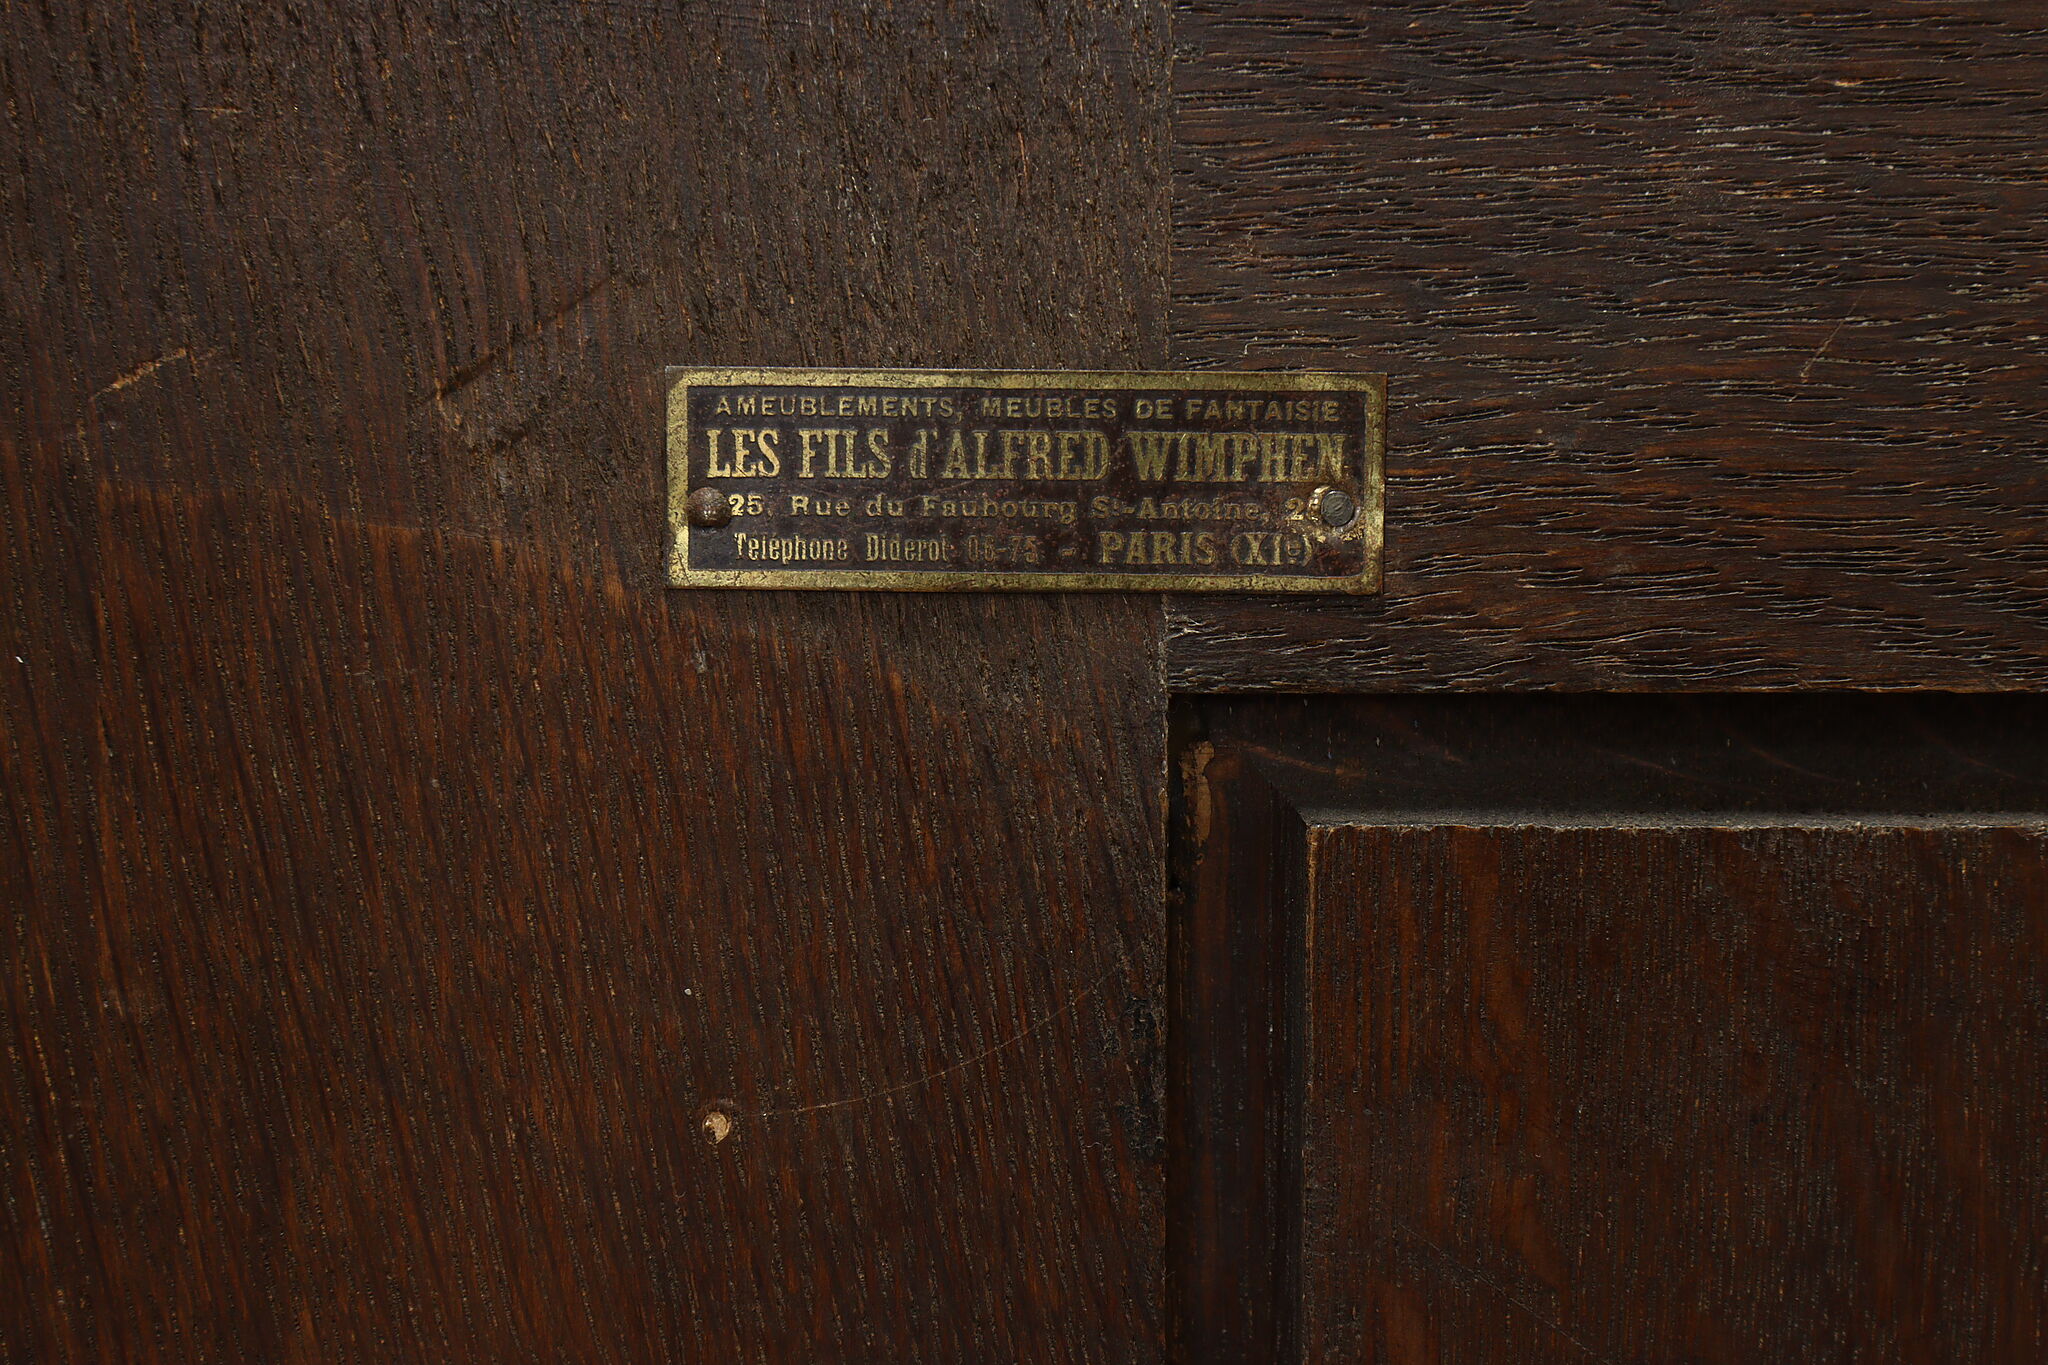 AMEUBLEMENTS, MEUBLES DE FANTAISIE
LES FILS d'ALFRED WIMPHEN
25, Rue du Faubourg St-Antoine,
Téléphone Diderot 06-75 - PARIS (XIe)